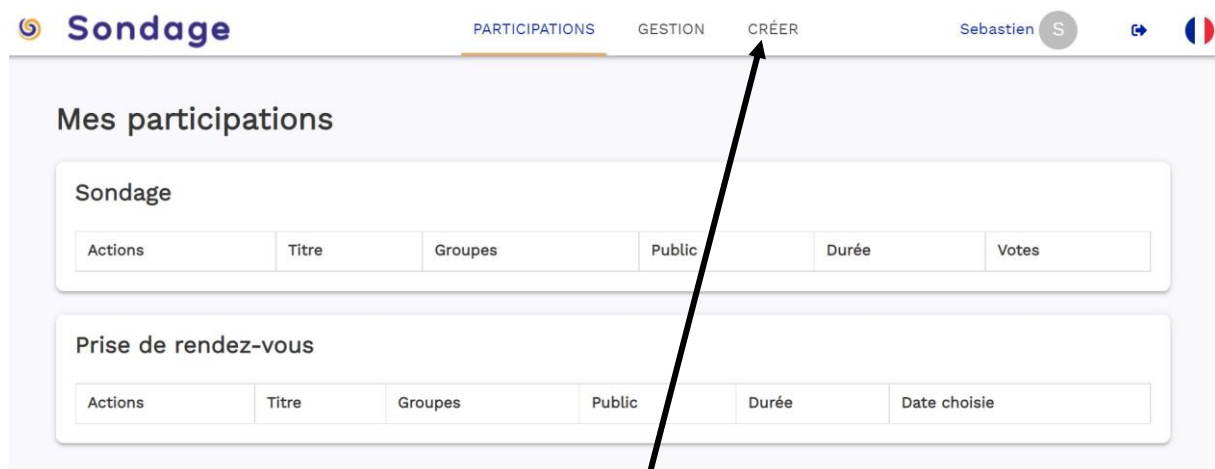 Sondage PARTICIPATIONS GESTION CRÉER Sebastien S
Mes participations
Sondage
Actions Titre Groupes Public Durée Votes
Prise de rendez-vous
Actions Titre Groupes Public Durée Date choisie